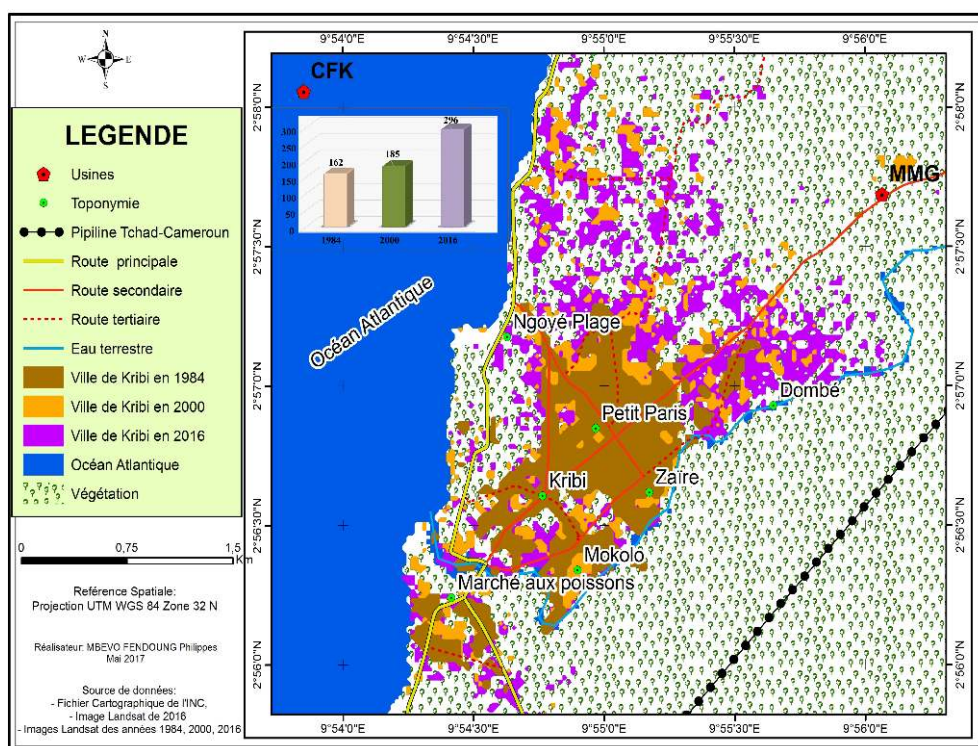 9°54'0"E 9°54'30"E 9°55'0"E 9°55'30"E 9°56'0"E
N
W E
S
CFK
2°58'0"N 2°58'0"N
LEGENDE
Usines
Toponymie
Pipiline Tchad-Cameroun
Route principale
Route secondaire
Route tertiaire
Eau terrestre
Ville de Kribi en 1984
Ville de Kribi en 2000
Ville de Kribi en 2016
Océan Atlantique
Végétation
300
250
200
150
100
50
0
162
185
296
1984 2000 2016
MMG
2°57'30"N 2°57'30"N
Océan Atlantique
Ngoyé Plage
2°57'0"N 2°57'0"N
Dombé
Petit Paris
Kribi
Zaïre
2°56'30"N 2°56'30"N
Mokolo
Marché aux poissons
2°56'0"N 2°56'0"N
0 0,75 1,5
Km
Reférence Spatiale:
Projection UTM WGS 84 Zone 32 N
Réalisateur: MBEVO FENDOUNG Philippes
Mai 2017
Source de données:
- Fichier Cartographique de l'INC,
- Image Landsat de 2016
- Images Landsat des années 1984, 2000, 2016
9°54'0"E 9°54'30"E 9°55'0"E 9°55'30"E 9°56'0"E